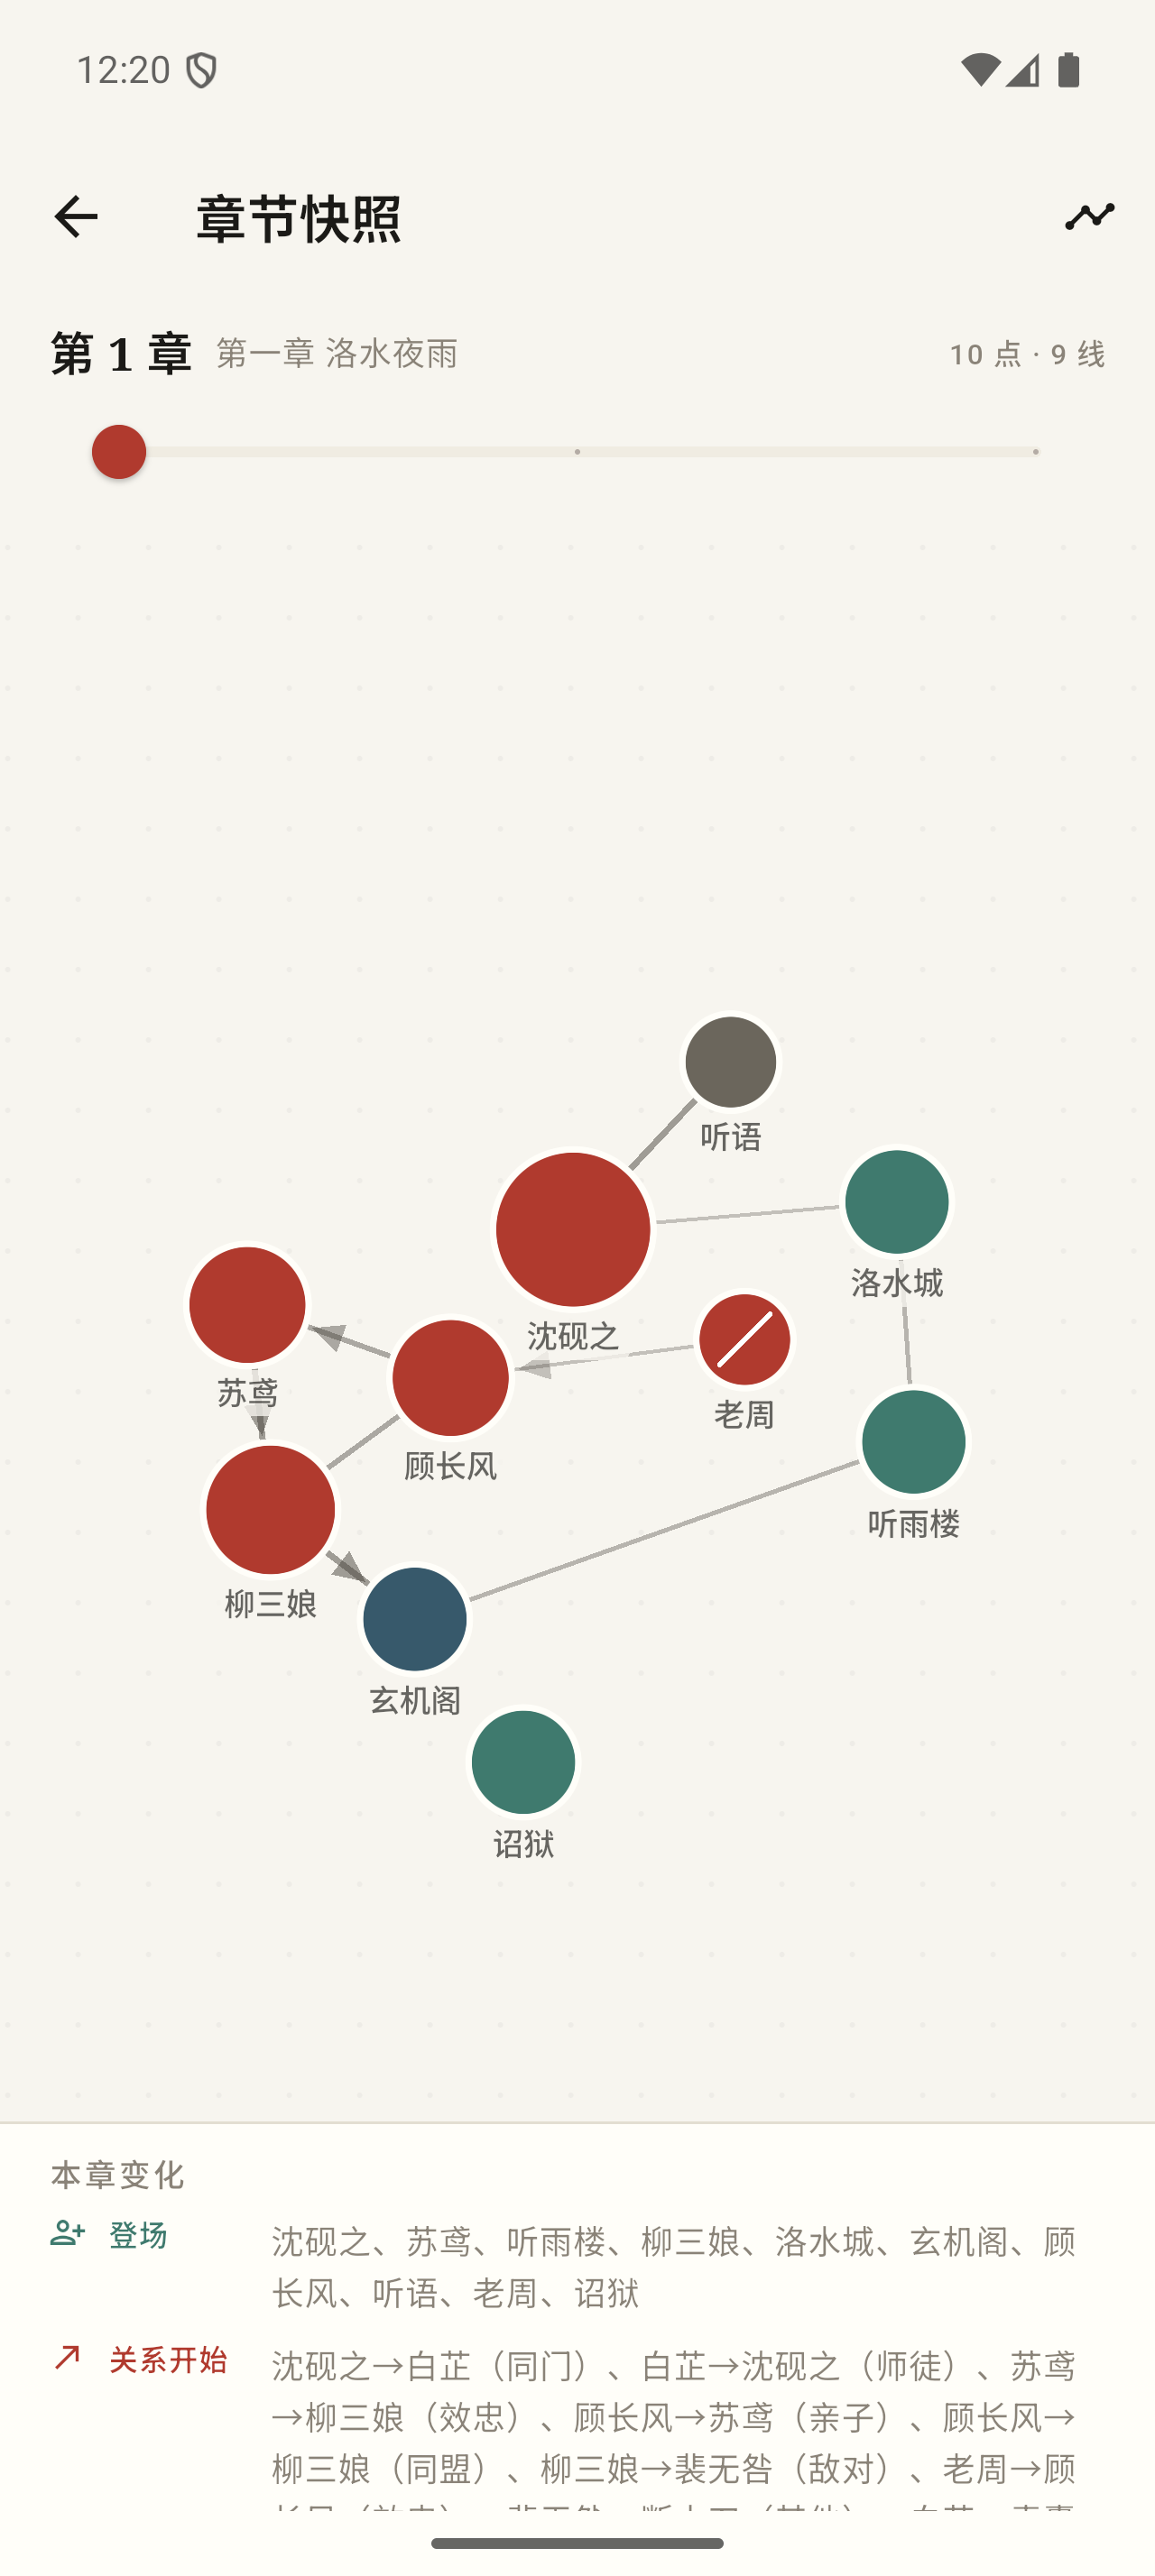 12:20
章节快照
第 1 章 第一章 洛水夜雨 10 点 · 9 线
听语
洛水城
沈砚之
苏鸢
老周
顾长风
听雨楼
柳三娘
玄机阁
诏狱
本章变化
登场 沈砚之、苏鸢、听雨楼、柳三娘、洛水城、玄机阁、顾
长风、听语、老周、诏狱
关系开始 沈砚之→白芷（同门）、白芷→沈砚之（师徒）、苏鸢
→柳三娘（效忠）、顾长风→苏鸢（亲子）、顾长风→
柳三娘（同盟）、柳三娘→裴无咎（敌对）、老周→顾